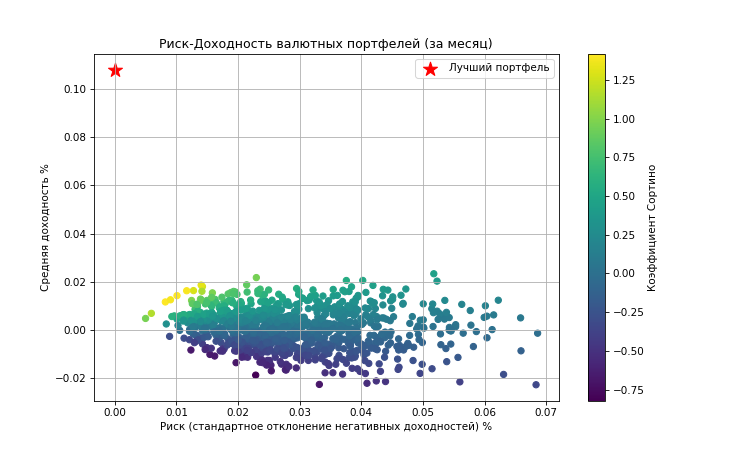 Риск-Доходность валютных портфелей (за месяц)
Лучший портфель
Средняя доходность %
0.10
0.08
0.06
0.04
0.02
0.00
−0.02
0.00 0.01 0.02 0.03 0.04 0.05 0.06 0.07
Риск (стандартное отклонение негативных доходностей) %
1.25
1.00
0.75
0.50
0.25
0.00
−0.25
−0.50
−0.75
Коэффициент Сортино